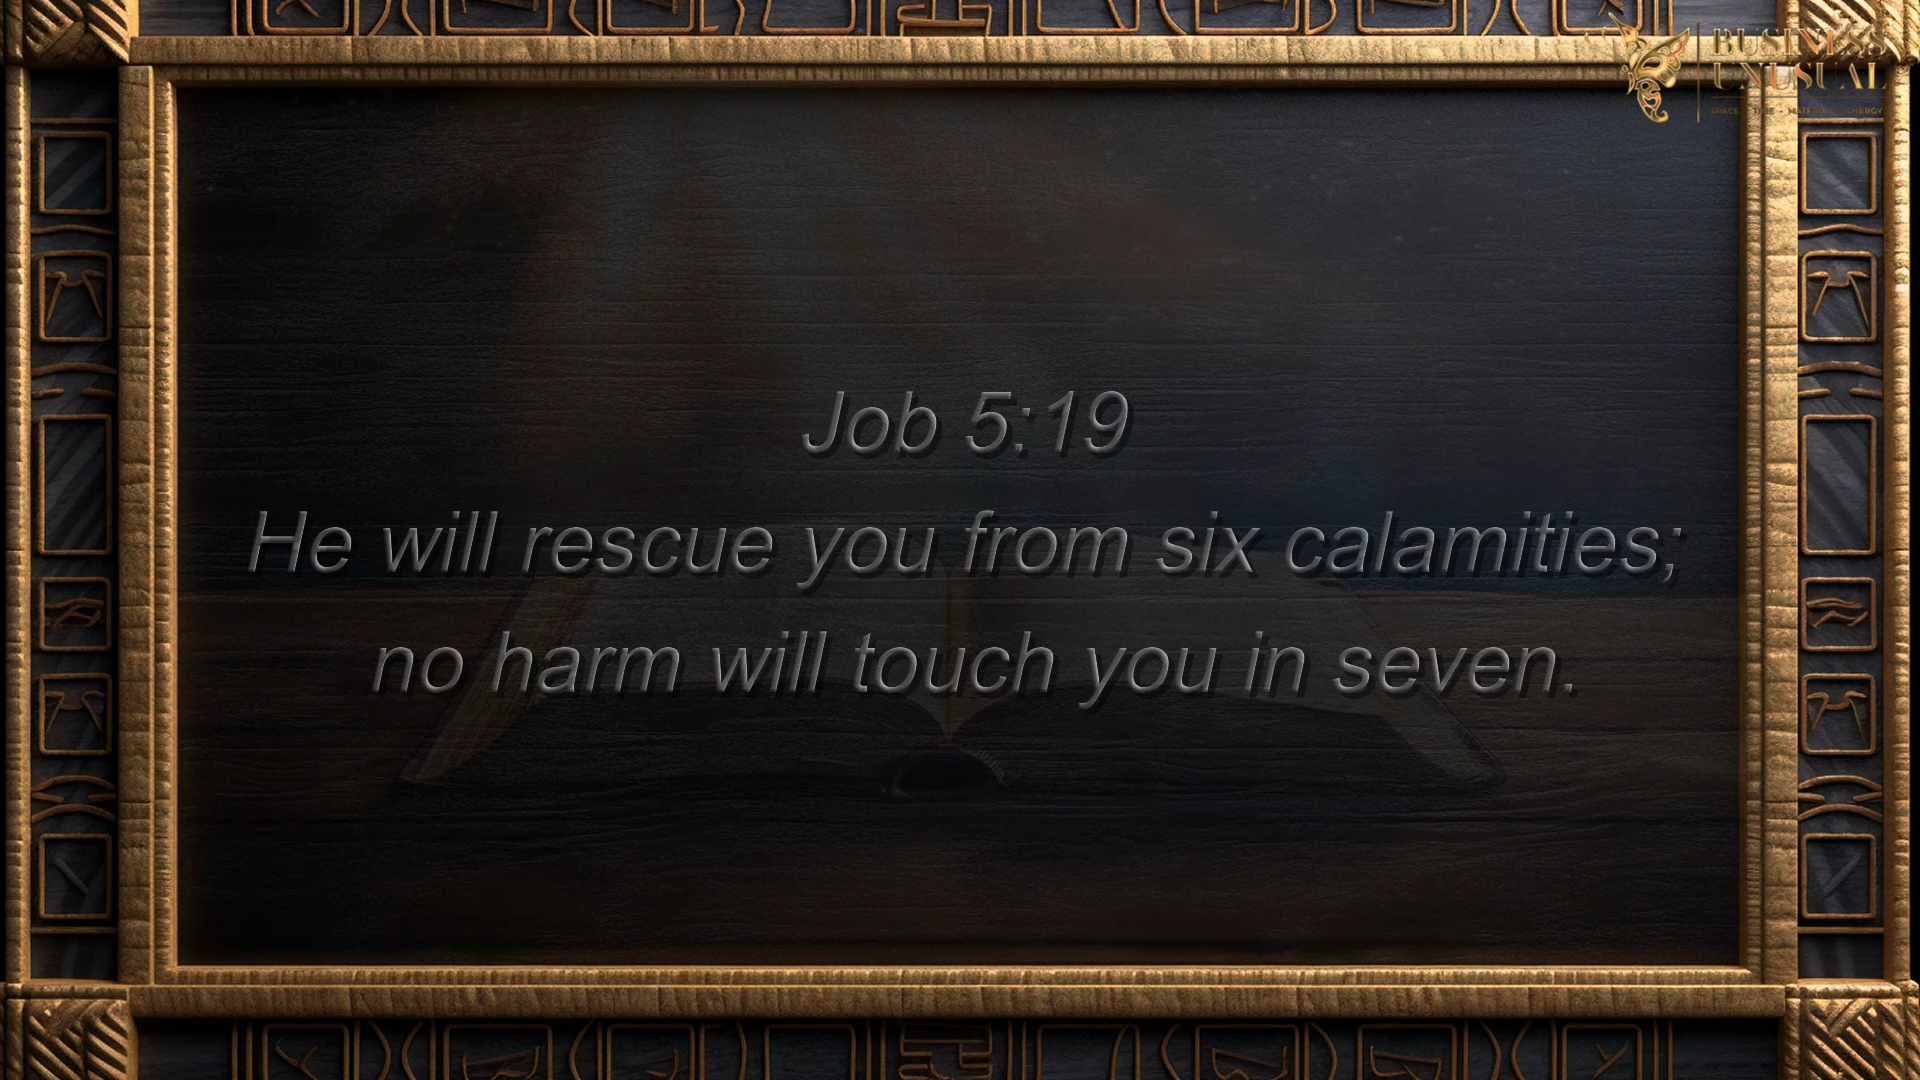 BUSINESS
UNUSUAL
Job 5:19
He will rescue you from six calamities;
no harm will touch you in seven.